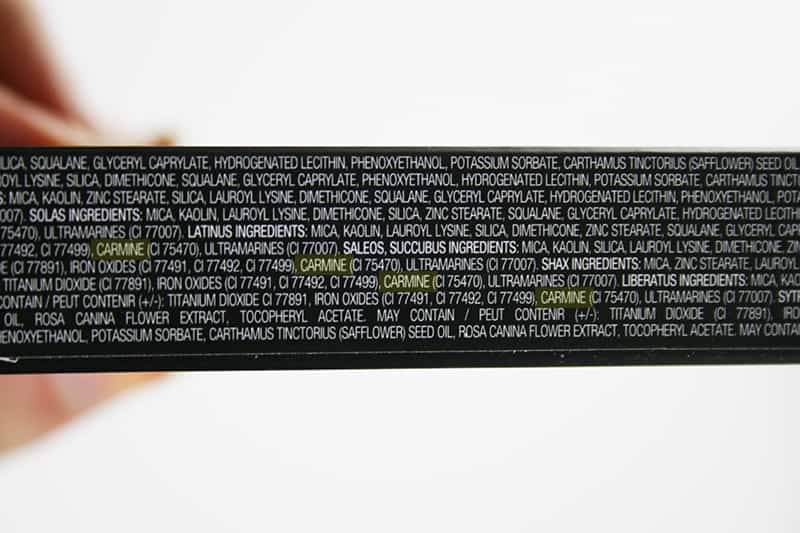 SILICA, SQUALANE, GLYCERYL CAPRYLATE, HYDROGENATED LECITHIN, PHENOXYETHANOL, POTASSIUM SORBATE, CARTHAMUS TINCTORIUS (SAFFLOWER) SEED OIL,
LYSINE, SILICA, DIMETHICONE, SQUALANE, GLYCERYL CAPRYLATE, PHENOXYETHANOL, HYDROGENATED LECITHIN, POTASSIUM SORBATE, CARTHAMUS
MICA, KAOLIN, ZINC STEARATE, SILICA, LAUROYL LYSINE, DIMETHICONE, SQUALANE, GLYCERYL CAPRYLATE, HYDROGENATED LECITHIN, PHENOXYETHANOL,
007). SOLAS INGREDIENTS: MICA, KAOLIN, LAUROYL LYSINE, DIMETHICONE, SILICA, ZINC STEARATE, SQUALANE, GLYCERYL CAPRYLATE, HYDROGENATED
75470), ULTRAMARINES (CI 77007). LATINUS INGREDIENTS: MICA, KAOLIN, LAUROYL LYSINE, SILICA, DIMETHICONE, ZINC STEARATE, SQUALANE, GLYCERYL
77492, CI 77499), CARMINE (CI 75470), ULTRAMARINES (CI 77007). SALEOS, SUCCUBUS INGREDIENTS: MICA, KAOLIN, SILICA, LAUROYL LYSINE, DIMETHICONE,
(CI 77891), IRON OXIDES (CI 77491, CI 77492, CI 77499), CARMINE (CI 75470), ULTRAMARINES (CI 77007). SHAX INGREDIENTS: MICA, ZINC STEARATE,
TITANIUM DIOXIDE (CI 77891), IRON OXIDES (CI 77491, CI 77492, CI 77499), CARMINE (CI 75470), ULTRAMARINES (CI 77007). LIBERATUS INGREDIENTS: MICA,
CONTAIN / PEUT CONTENIR (+/-): TITANIUM DIOXIDE CI 77891, IRON OXIDES (CI 77491, CI 77492, CI 77499), CARMINE (CI 75470), ULTRAMARINES (CI 77007).
OIL, ROSA CANINA FLOWER EXTRACT, TOCOPHERYL ACETATE. MAY CONTAIN / PEUT CONTENIR (+/-): TITANIUM DIOXIDE (CI 77891),
PHENOXYETHANOL, POTASSIUM SORBATE, CARTHAMUS TINCTORIUS (SAFFLOWER) SEED OIL, ROSA CANINA FLOWER EXTRACT, TOCOPHERYL ACETATE. MAY